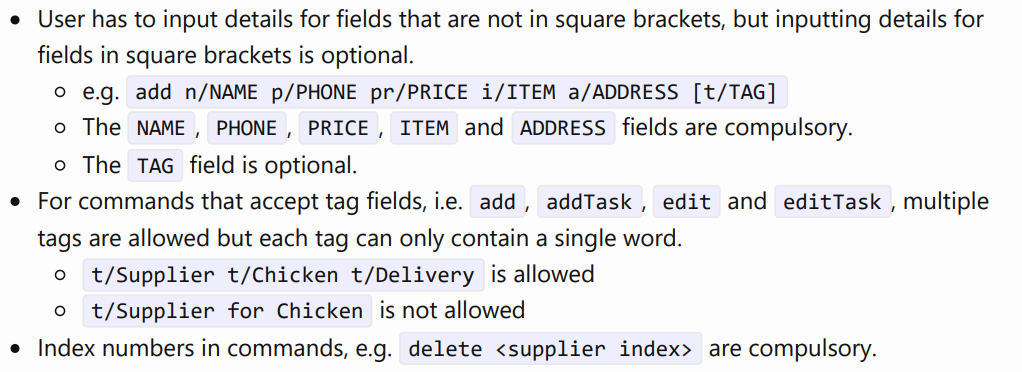 • User has to input details for fields that are not in square brackets, but inputting details for
fields in square brackets is optional.
○ e.g. add n/NAME p/PHONE pr/PRICE i/ITEM a/ADDRESS [t/TAG]
○ The NAME, PHONE, PRICE, ITEM and ADDRESS fields are compulsory.
○ The TAG field is optional.
• For commands that accept tag fields, i.e. add, addTask, edit and editTask, multiple
tags are allowed but each tag can only contain a single word.
○ t/Supplier t/Chicken t/Delivery is allowed
○ t/Supplier for Chicken is not allowed
• Index numbers in commands, e.g. delete <supplier index> are compulsory.